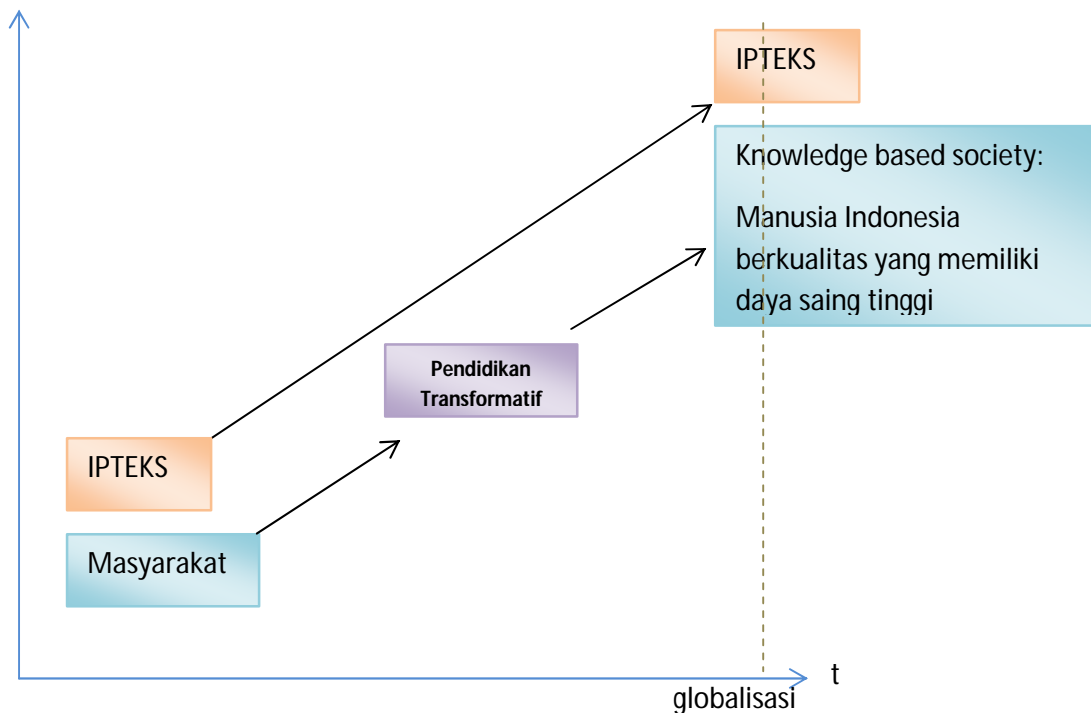 IPTEKS
Knowledge based society:
Manusia Indonesia
berkualitas yang memiliki
daya saing tinggi
Pendidikan
Transformatif
IPTEKS
Masyarakat
t
globalisasi